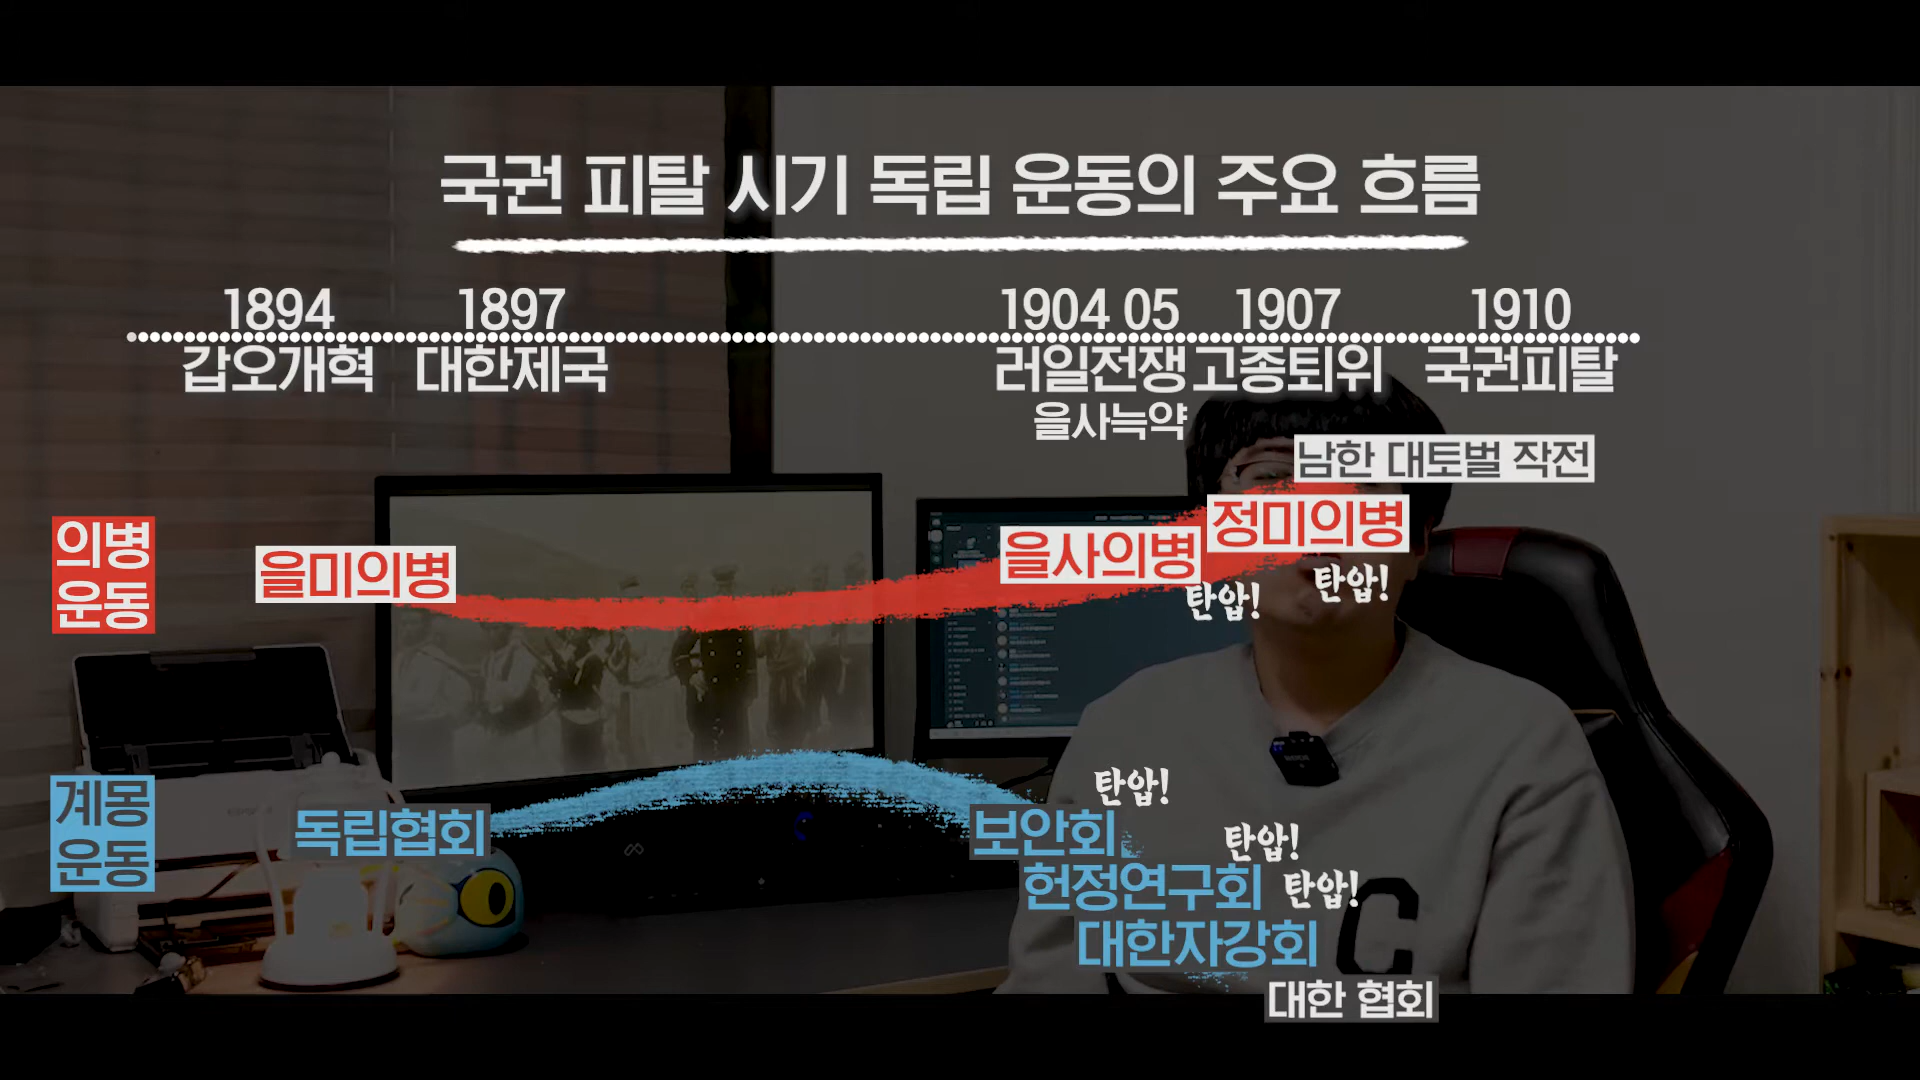 국권 피탈 시기 독립 운동의 주요 흐름
1894 1897 1904 05 1907 1910
갑오개혁 대한제국 러일전쟁 고종퇴위 국권피탈
을사늑약
남한 대토벌 작전
의병
운동
을미의병 을사의병 정미의병
탄압! 탄압!
계몽
운동
독립협회 보안회 탄압!
헌정연구회 탄압!
대한자강회 탄압!
대한 협회
C